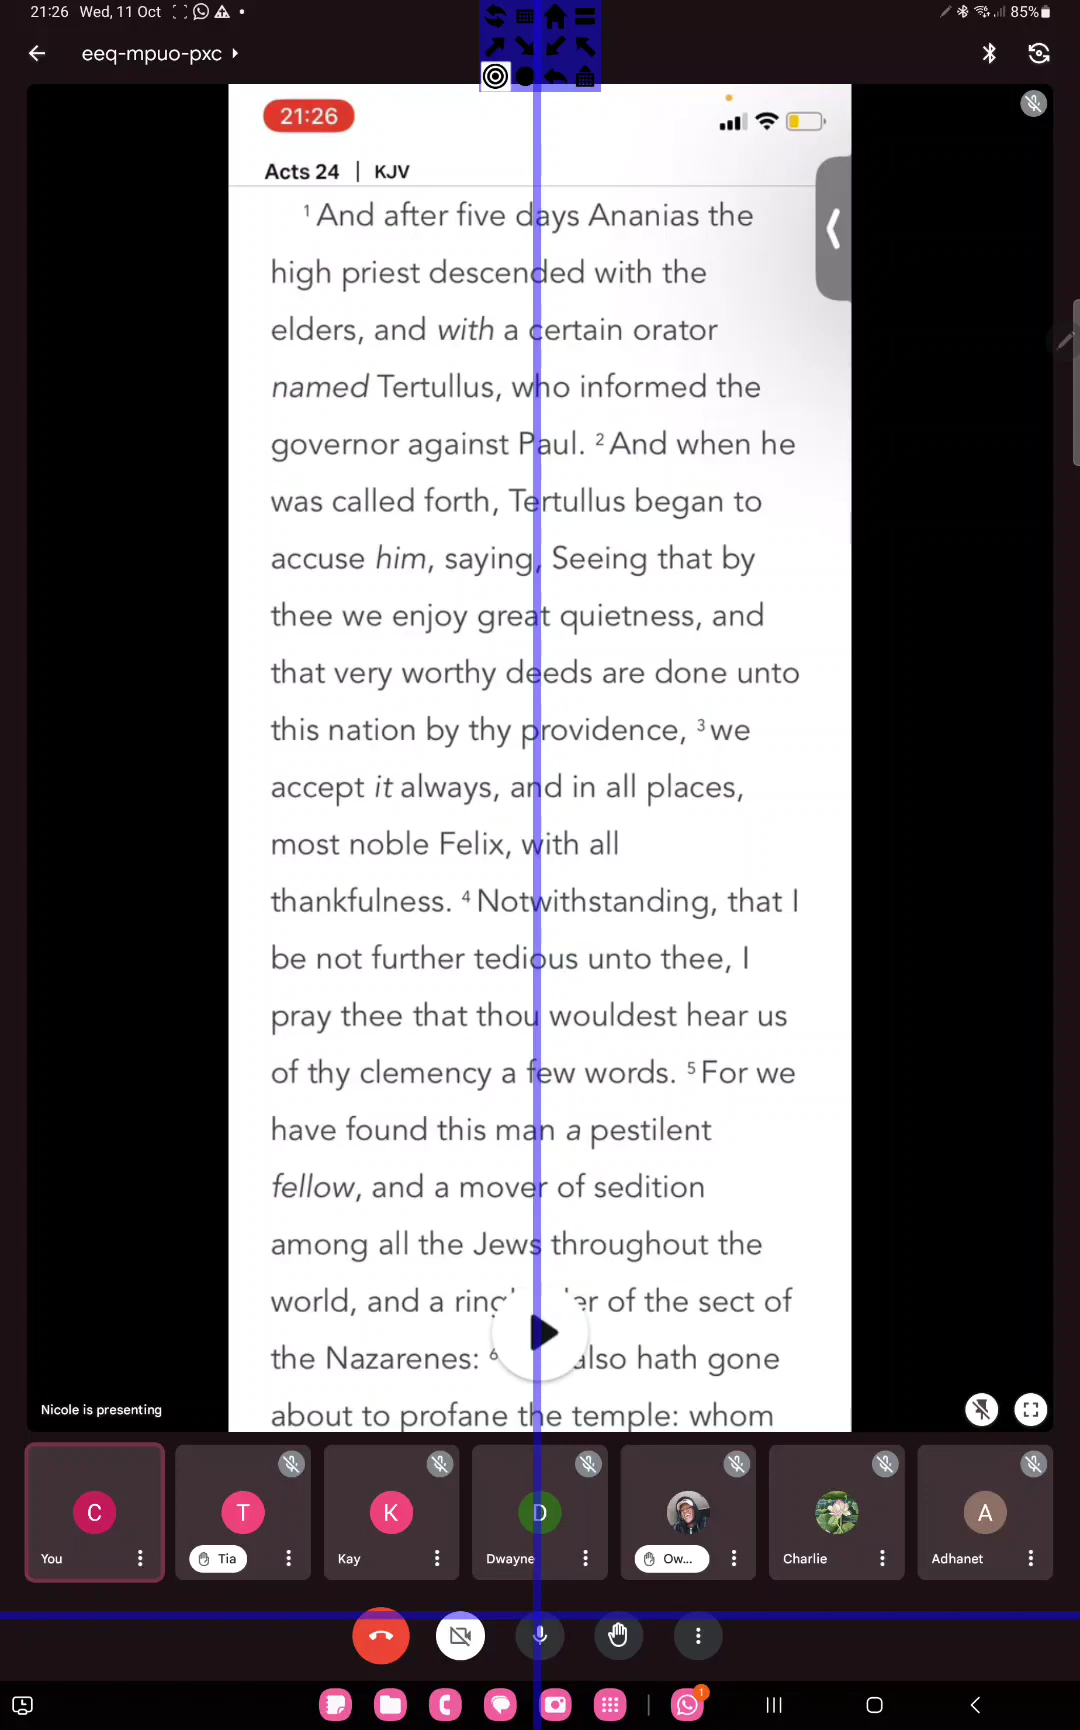 21:26 Wed, 11 Oct
85%
eeq-mpuo-pxc
21:26
Acts 24 | KJV
1 And after five days Ananias the
high priest descended with the
elders, and with a certain orator
named Tertullus, who informed the
governor against Paul. 2 And when he
was called forth, Tertullus began to
accuse him, saying, Seeing that by
thee we enjoy great quietness, and
that very worthy deeds are done unto
this nation by thy providence, 3 we
accept it always, and in all places,
most noble Felix, with all
thankfulness. 4 Notwithstanding, that I
be not further tedious unto thee, I
pray thee that thou wouldest hear us
of thy clemency a few words. 5 For we
have found this man a pestilent
fellow, and a mover of sedition
among all the Jews throughout the
world, and a er of the sect of
the Nazarenes: 6 also hath gone
about to profane the temple: whom
Nicole is presenting
C T K D A
You Tia Kay Dwayne Ow... Charlie Adhanet
1